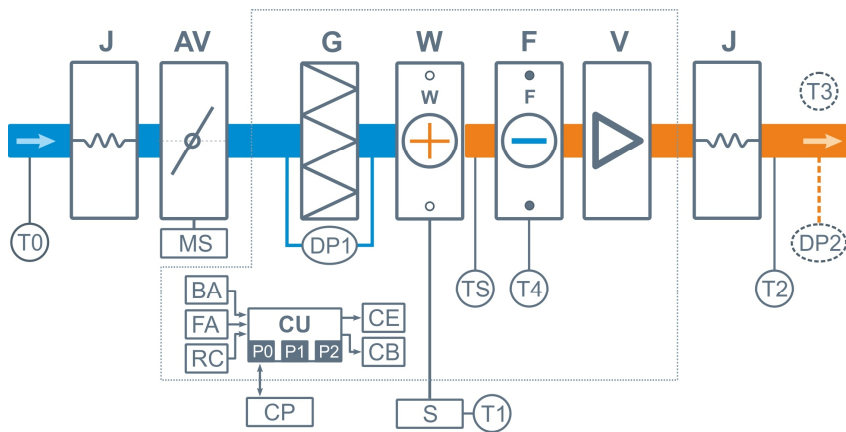 J AV G W F V J
W F
T3
T0 MS DP1 DP2
TS T4 T2
BA
FA
RC
CU
P0 P1 P2
CE
CB
CP S T1